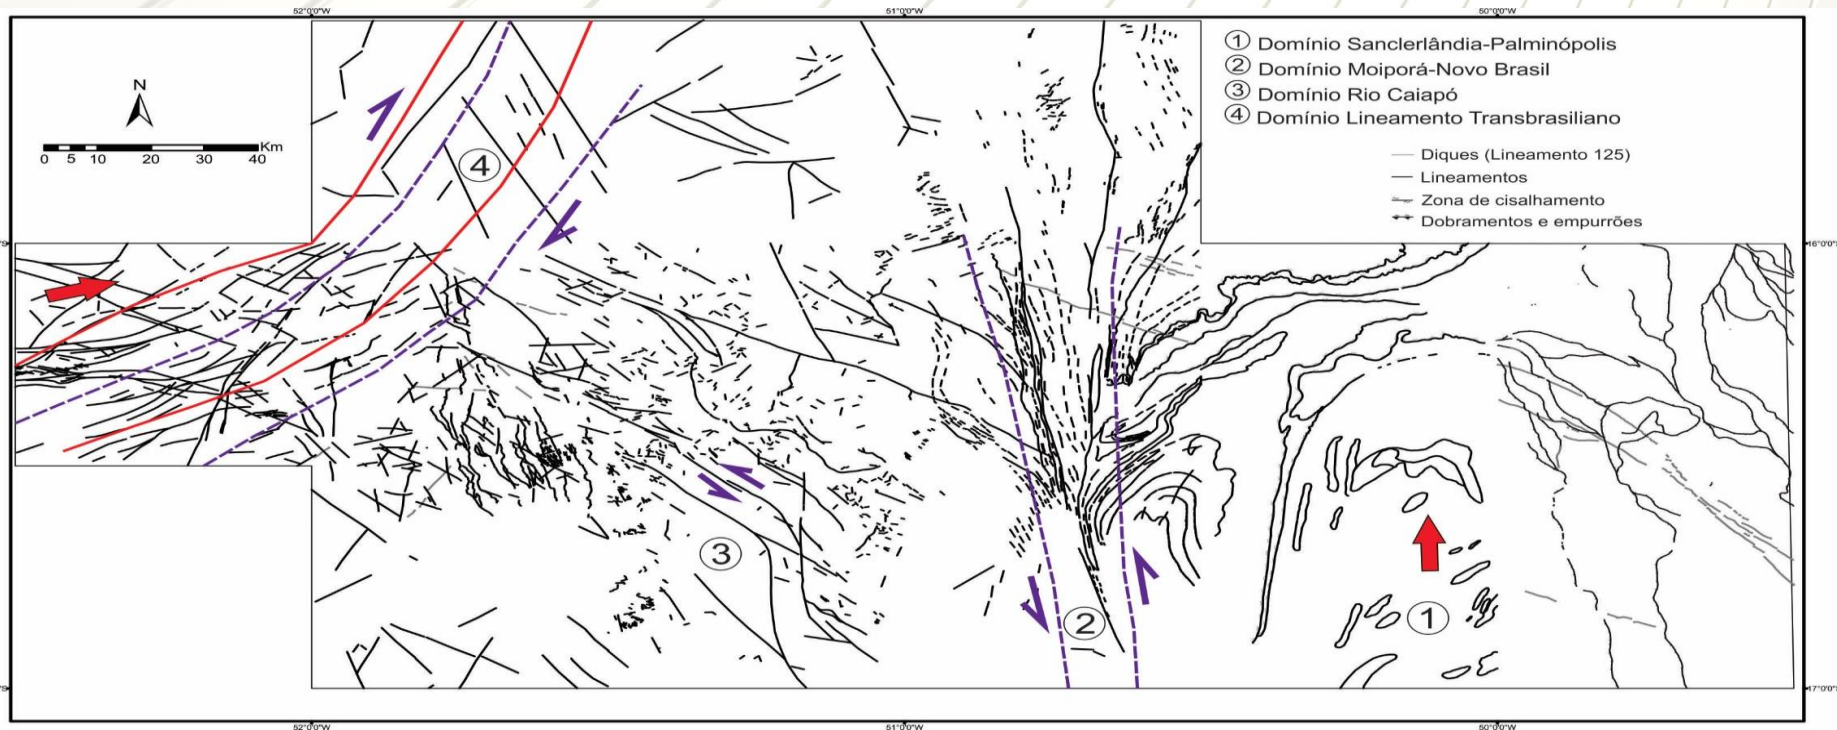 52°0'0"W 51°0'0"W 50°0'0"W
① Domínio Sanclerlândia-Palminópolis
② Domínio Moiporá-Novo Brasil
③ Domínio Rio Caiapó
④ Domínio Lineamento Transbrasiliano
Diques (Lineamento 125)
Lineamentos
Zona de cisalhamento
Dobramentos e empurrões
N
Km
0 5 10 20 30 40
④
16°0'0"S
③
②
①
17°0'0"S
52°0'0"W 51°0'0"W 50°0'0"W